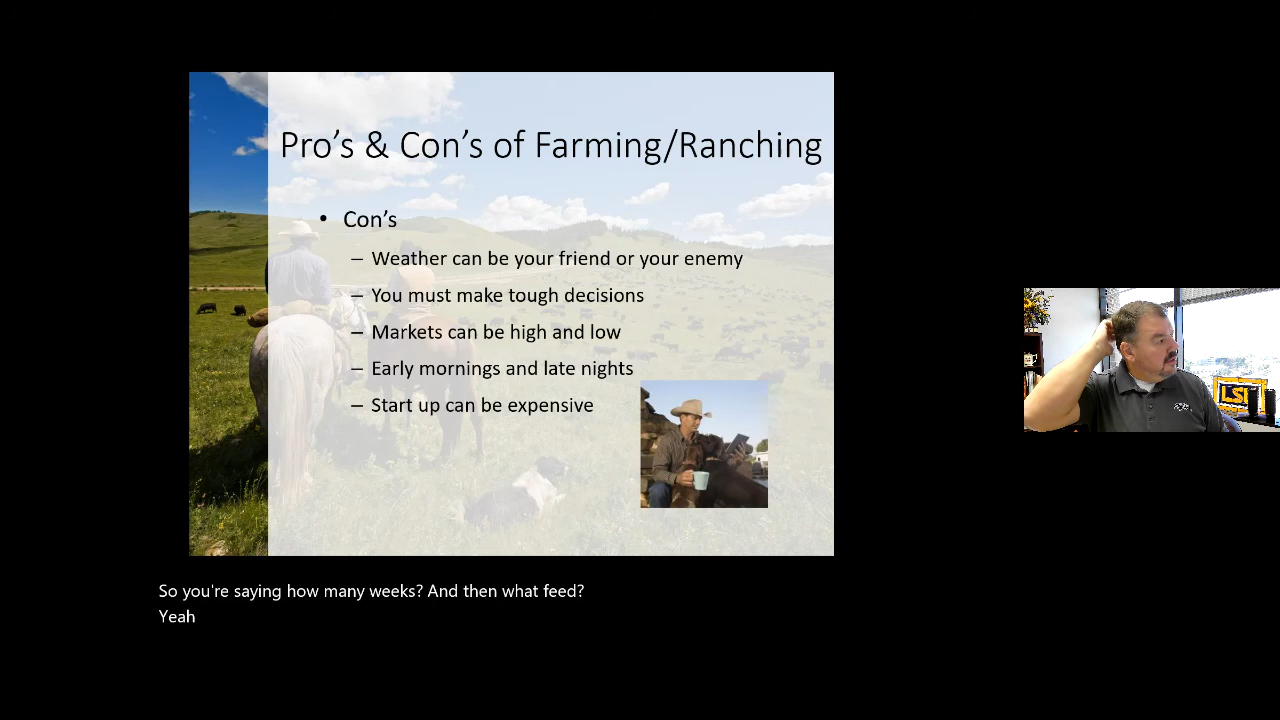 Pro's & Con's of Farming/Ranching
• Con's
– Weather can be your friend or your enemy
– You must make tough decisions
– Markets can be high and low
– Early mornings and late nights
– Start up can be expensive
LSU
So you're saying how many weeks? And then what feed?
Yeah